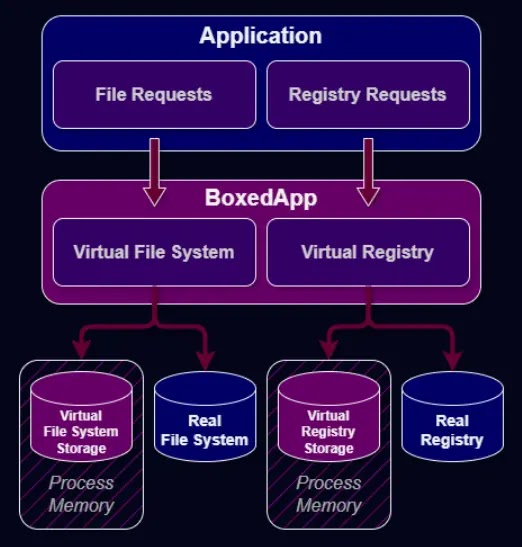 Application
File Requests
Registry Requests
BoxedApp
Virtual File System
Virtual Registry
Virtual
File System
Storage
Process
Memory
Real
File System
Virtual
Registry
Storage
Process
Memory
Real
Registry